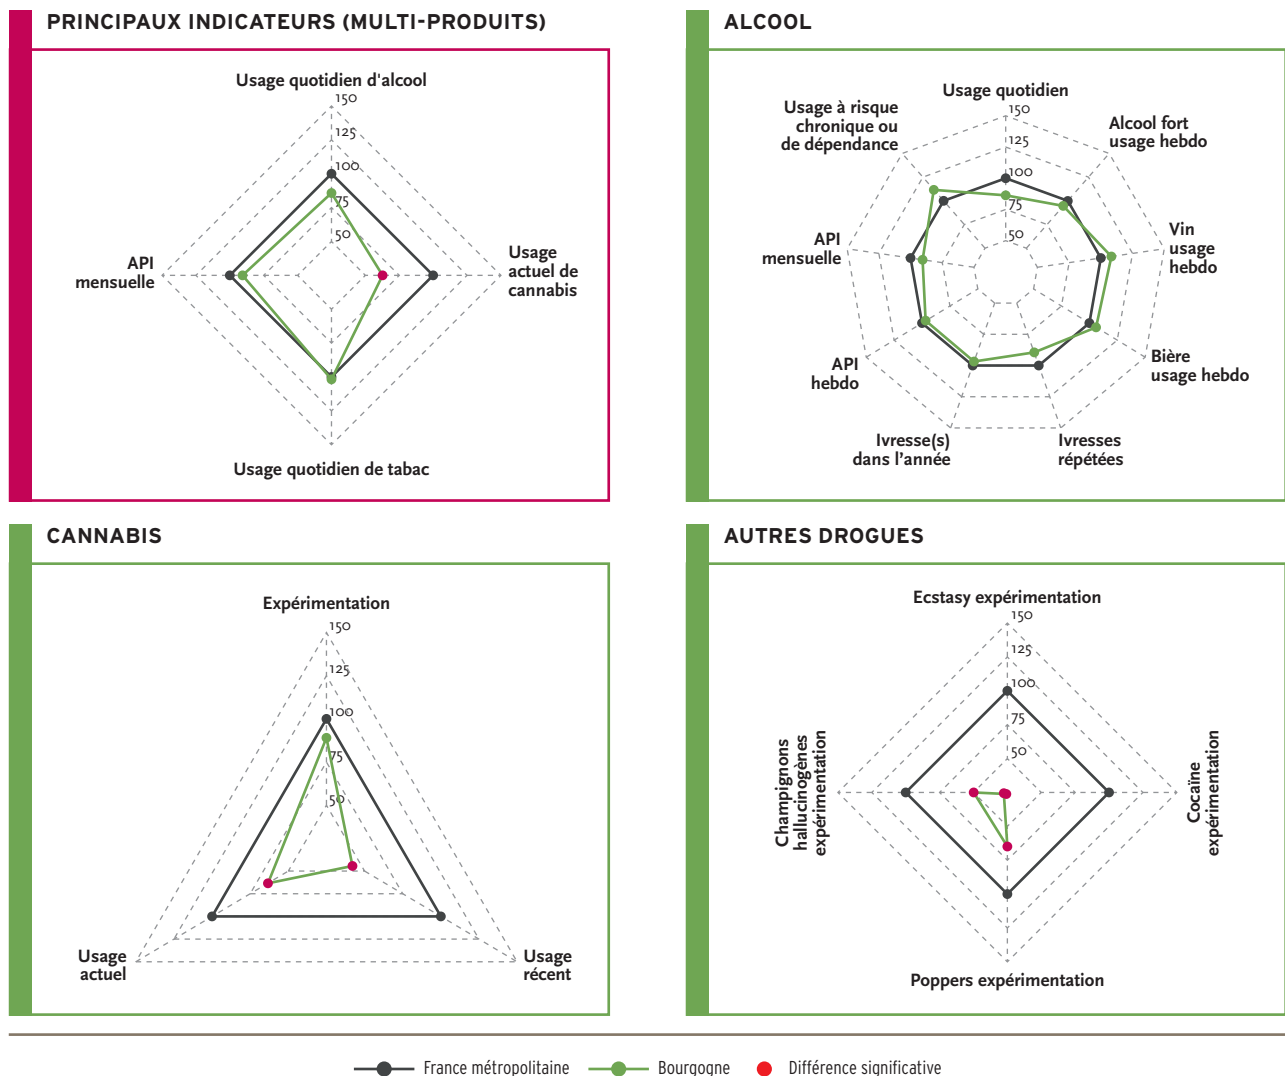 PRINCIPAUX INDICATEURS (MULTI-PRODUITS)
Usage quotidien d'alcool
150
125
100
75
50
API
mensuelle
Usage
actuel de
cannabis
Usage quotidien de tabac
ALCOOL
Usage quotidien
150
125
100
75
50
Usage à risque
chronique ou
de dépendance
Alcool fort
usage hebdo
API
mensuelle
Vin
usage
hebdo
API
hebdo
Bière
usage hebdo
Ivresse(s)
dans l'année
Ivresses
répétées
CANNABIS
Expérimentation
150
125
100
75
50
Usage
actuel
Usage
récent
AUTRES DROGUES
Ecstasy expérimentation
150
125
100
75
50
Champignons
hallucinogènes
expérimentation
Cocaïne
expérimentation
Poppers expérimentation
France métropolitaine
Bourgogne
Différence significative